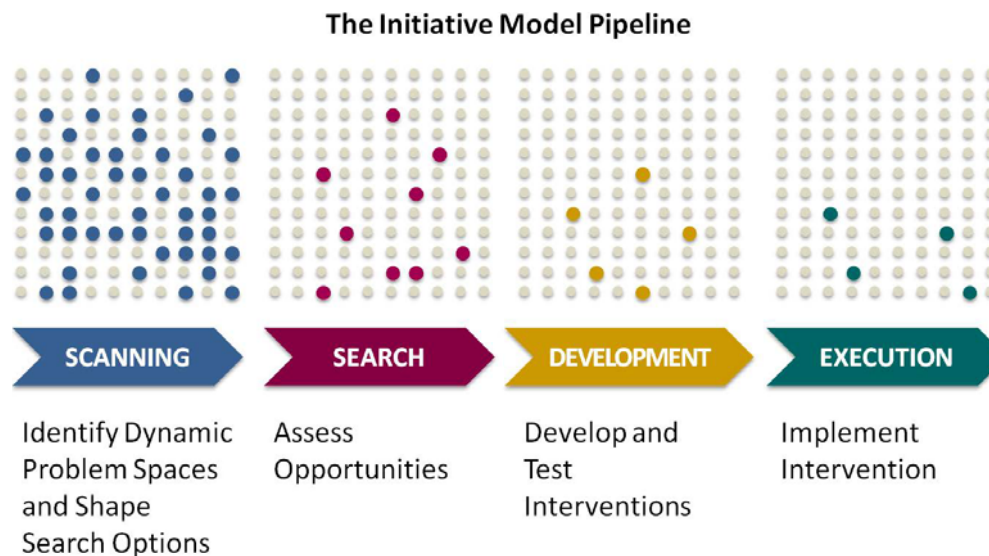 The Initiative Model Pipeline
SCANNING
SEARCH
DEVELOPMENT
EXECUTION
Identify Dynamic
Problem Spaces
and Shape
Search Options
Assess
Opportunities
Develop and
Test
Interventions
Implement
Intervention